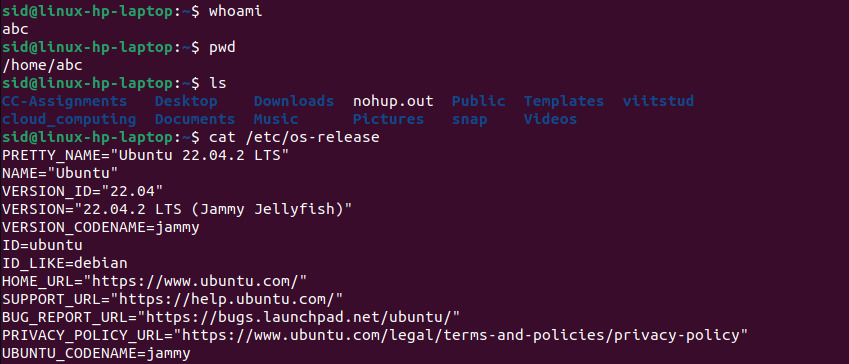 sid@linux-hp-laptop:~$ whoami
abc
sid@linux-hp-laptop:~$ pwd
/home/abc
sid@linux-hp-laptop:~$ ls
CC-Assignments   Desktop    Downloads  nohup.out  Public  Templates  viitstud
cloud_computing  Documents  Music      Pictures   snap    Videos
sid@linux-hp-laptop:~$ cat /etc/os-release
PRETTY_NAME="Ubuntu 22.04.2 LTS"
NAME="Ubuntu"
VERSION_ID="22.04"
VERSION="22.04.2 LTS (Jammy Jellyfish)"
VERSION_CODENAME=jammy
ID=ubuntu
ID_LIKE=debian
HOME_URL="https://www.ubuntu.com/"
SUPPORT_URL="https://help.ubuntu.com/"
BUG_REPORT_URL="https://bugs.launchpad.net/ubuntu/"
PRIVACY_POLICY_URL="https://www.ubuntu.com/legal/terms-and-policies/privacy-policy"
UBUNTU_CODENAME=jammy